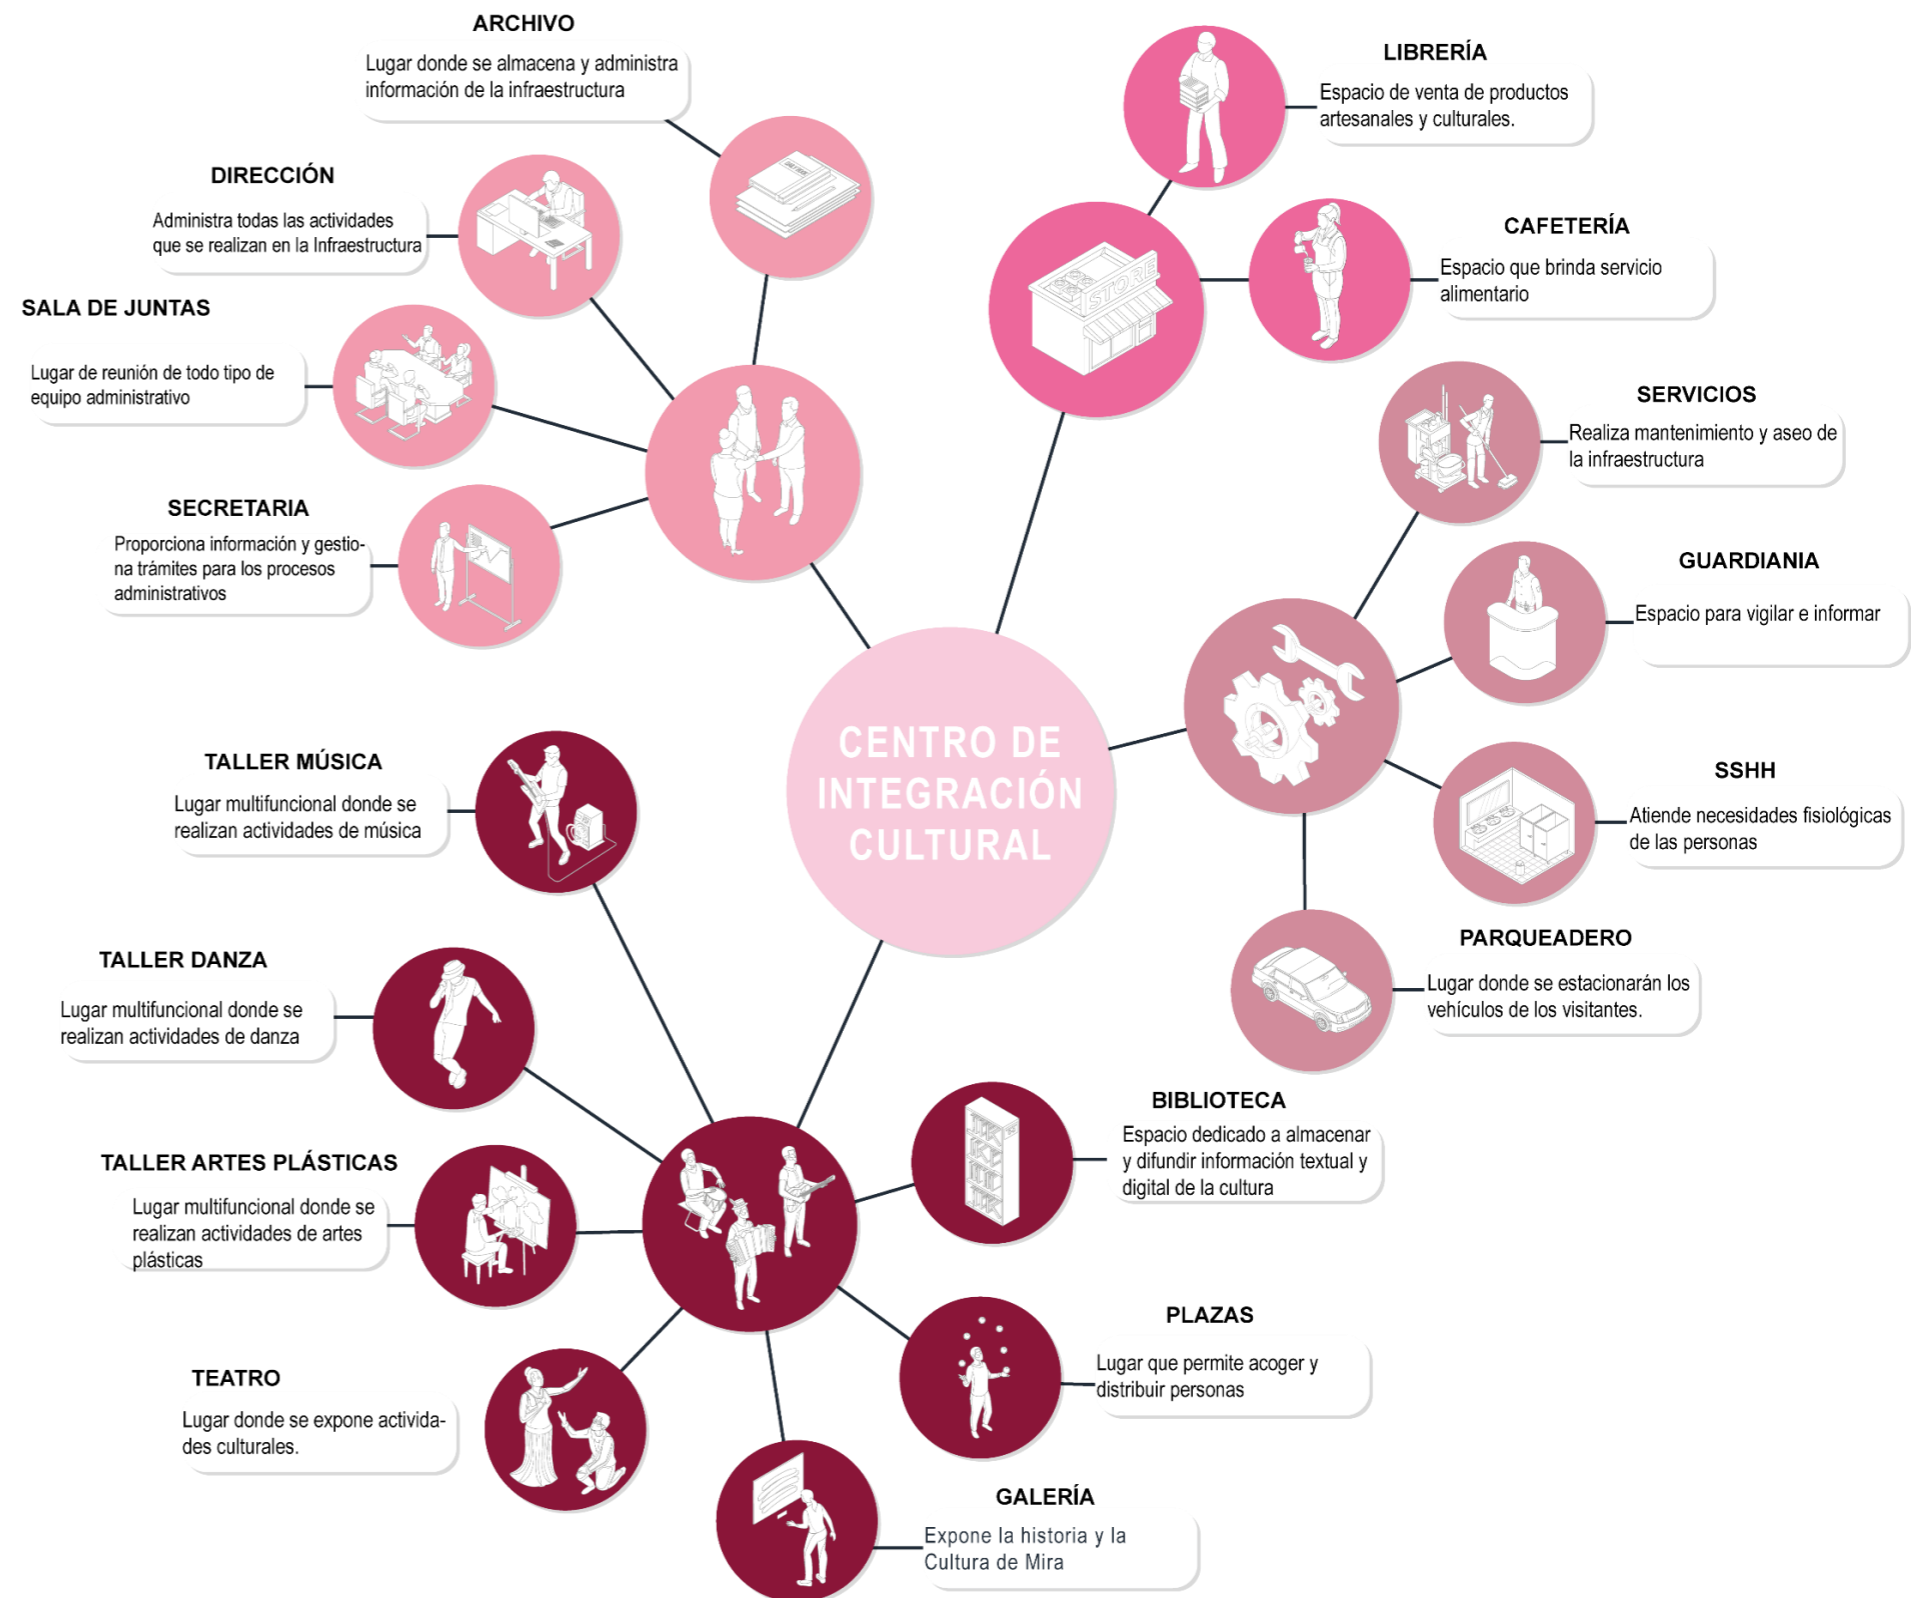 ARCHIVO
Lugar donde se almacena y administra
información de la infraestructura
DIRECCIÓN
Administra todas las actividades
que se realizan en la Infraestructura
SALA DE JUNTAS
Lugar de reunión de todo tipo de
equipo administrativo
SECRETARIA
Proporciona información y gestio-
na trámites para los procesos
administrativos
LIBRERÍA
Espacio de venta de productos
artesanales y culturales.
CAFETERÍA
Espacio que brinda servicio
alimentario
STORE
SERVICIOS
Realiza mantenimiento y aseo de
la infraestructura
GUARDIANIA
Espacio para vigilar e informar
SSHH
Atiende necesidades fisiológicas
de las personas
PARQUEADERO
Lugar donde se estacionarán los
vehículos de los visitantes.
CENTRO DE
INTEGRACIÓN
CULTURAL
TALLER MÚSICA
Lugar multifuncional donde se
realizan actividades de música
TALLER DANZA
Lugar multifuncional donde se
realizan actividades de danza
TALLER ARTES PLÁSTICAS
Lugar multifuncional donde se
realizan actividades de artes
plásticas
TEATRO
Lugar donde se expone activida-
des culturales.
BIBLIOTECA
Espacio dedicado a almacenar
y difundir información textual y
digital de la cultura
PLAZAS
Lugar que permite acoger y
distribuir personas
GALERÍA
Expone la historia y la
Cultura de Mira